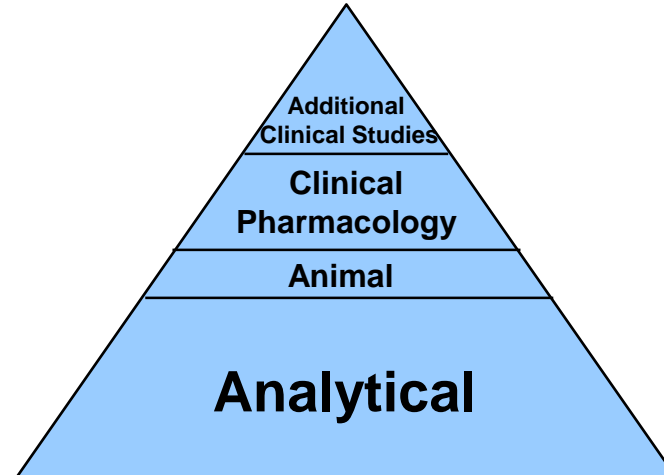 Additional
Clinical Studies
Clinical
Pharmacology
Animal
Analytical